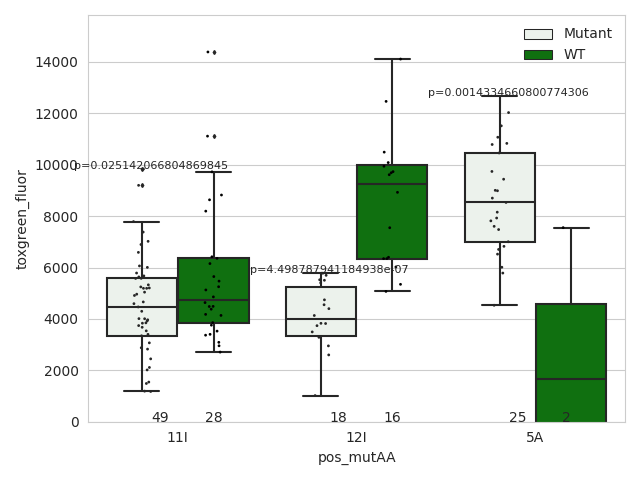 Mutant
WT
14000
12000
10000
8000
6000
4000
2000
0
toxgreen_fluor
p=0.025142066804869845
p=4.498787941184938e-07
p=0.0014334660800774306
49 28 18 16 25 2
11I 12I 5A
pos_mutAA